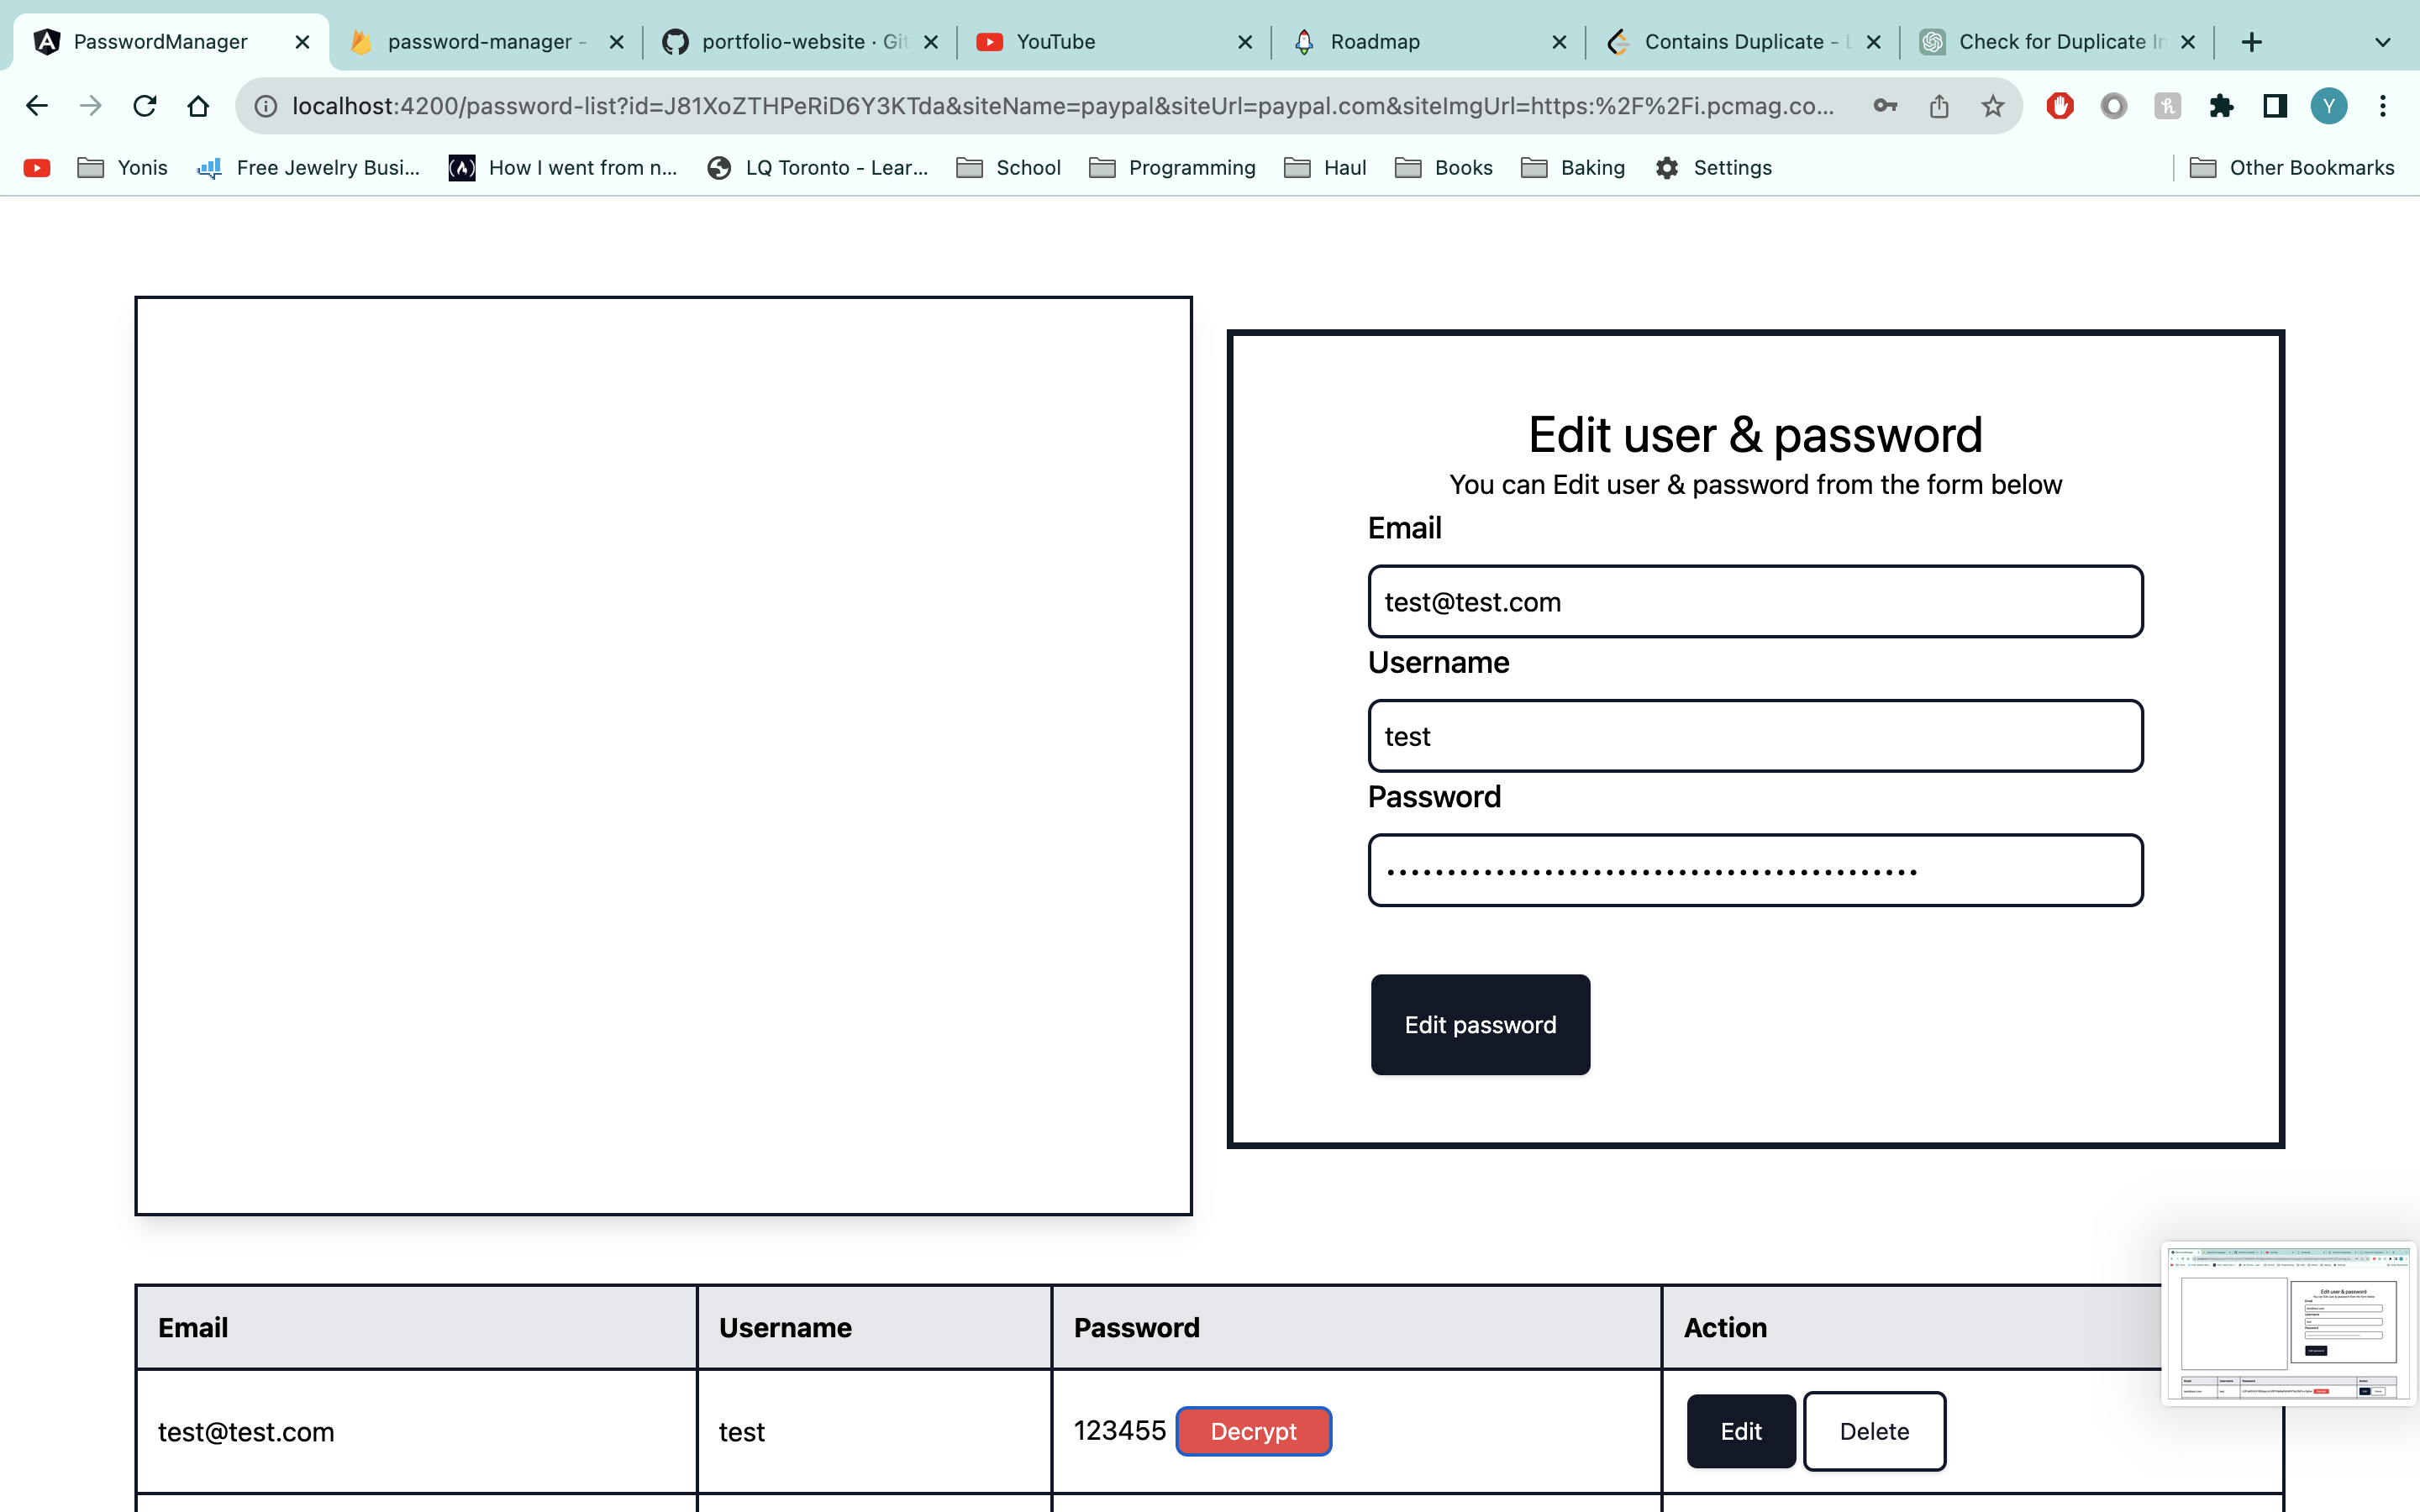 PasswordManager
password-manager -
portfolio-website · Git
YouTube
Roadmap
Contains Duplicate - L
Check for Duplicate In
localhost:4200/password-list?id=J81XoZTHPeRiD6Y3KTda&siteName=paypal&siteUrl=paypal.com&siteImgUrl=https:%2F%2Fi.pcmag.co...
Y
Yonis
Free Jewelry Busi...
How I went from n...
LQ Toronto - Lear...
School
Programming
Haul
Books
Baking
Settings
Other Bookmarks
Edit user & password
You can Edit user & password from the form below
Email
test@test.com
Username
test
Password
Edit password
Email Username Password Action
test@test.com test 123455 Decrypt Edit Delete